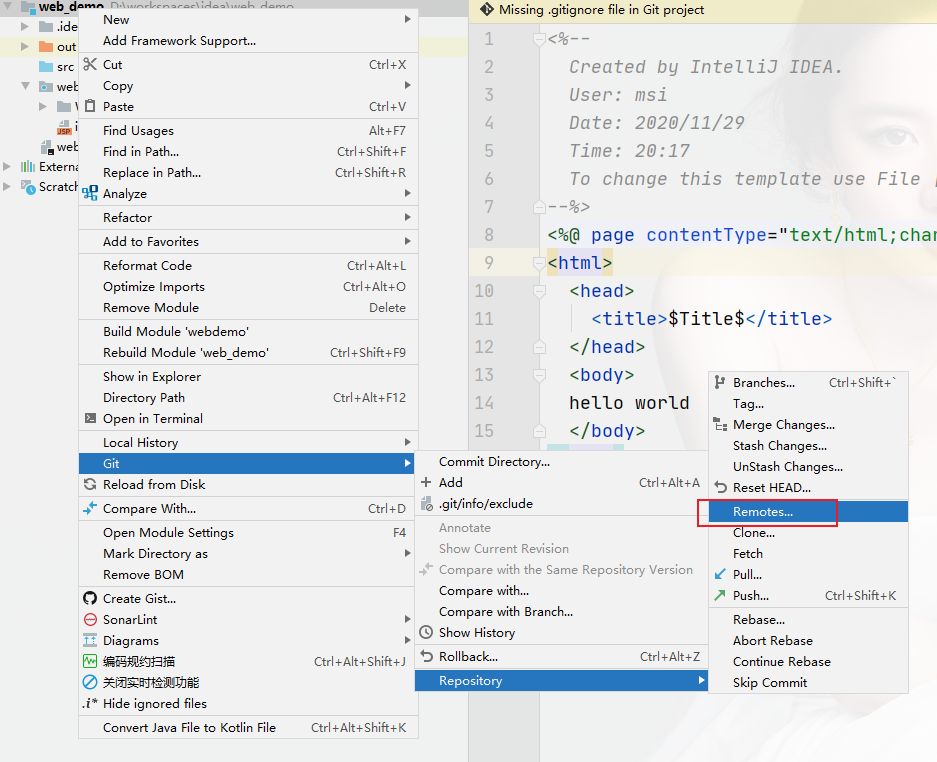 web_demo D:\workspaces\idea\web_demo
.ide
out
src
web
Externa
Scratch
New
Add Framework Support...
Cut Ctrl+X
Copy
Paste Ctrl+V
Find Usages Alt+F7
Find in Path... Ctrl+Shift+F
Replace in Path... Ctrl+Shift+R
Analyze
Refactor
Add to Favorites
Reformat Code Ctrl+Alt+L
Optimize Imports Ctrl+Alt+O
Remove Module Delete
Build Module 'webdemo'
Rebuild Module 'web_demo' Ctrl+Shift+F9
Show in Explorer
Directory Path Ctrl+Alt+F12
Open in Terminal
Local History
Git
Reload from Disk
Compare With... Ctrl+D
Open Module Settings F4
Mark Directory as
Remove BOM
Create Gist...
SonarLint
Diagrams
编码规约扫描 Ctrl+Alt+Shift+J
关闭实时检测功能
.i* Hide ignored files
Convert Java File to Kotlin File Ctrl+Alt+Shift+K
Missing .gitignore file in Git project
1 <%--
2 Created by IntelliJ IDEA.
3 User: msi
4 Date: 2020/11/29
5 Time: 20:17
6 To change this template use File
7 --%>
8 <%@ page contentType="text/html;char
9 <html>
10 <head>
11 <title>$Title$</title>
12 </head>
13 <body>
14 hello world
15 </body>
Commit Directory...
Add Ctrl+Alt+A
.git/info/exclude
Annotate
Show Current Revision
Compare with the Same Repository Version
Compare with...
Compare with Branch...
Show History
Rollback... Ctrl+Alt+Z
Repository
Branches... Ctrl+Shift+`
Tag...
Merge Changes...
Stash Changes...
UnStash Changes...
Reset HEAD...
Remotes...
Clone...
Fetch
Pull...
Push... Ctrl+Shift+K
Rebase...
Abort Rebase
Continue Rebase
Skip Commit